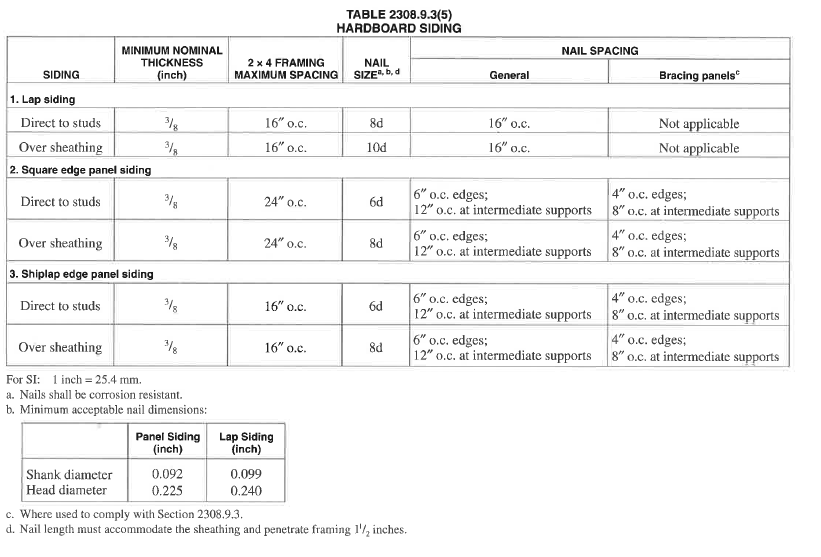 TABLE 2308.9.3(5)
HARDBOARD SIDING
SIDING | MINIMUM NOMINAL THICKNESS (inch) | 2 × 4 FRAMING MAXIMUM SPACING | NAIL SIZEa, b, d | NAIL SPACING
General | Bracing panelsc
1. Lap siding
Direct to studs | 3/8 | 16″ o.c. | 8d | 16″ o.c. | Not applicable
Over sheathing | 3/8 | 16″ o.c. | 10d | 16″ o.c. | Not applicable
2. Square edge panel siding
Direct to studs | 3/8 | 24″ o.c. | 6d | 6″ o.c. edges; 12″ o.c. at intermediate supports | 4″ o.c. edges; 8″ o.c. at intermediate supports
Over sheathing | 3/8 | 24″ o.c. | 8d | 6″ o.c. edges; 12″ o.c. at intermediate supports | 4″ o.c. edges; 8″ o.c. at intermediate supports
3. Shiplap edge panel siding
Direct to studs | 3/8 | 16″ o.c. | 6d | 6″ o.c. edges; 12″ o.c. at intermediate supports | 4″ o.c. edges; 8″ o.c. at intermediate supports
Over sheathing | 3/8 | 16″ o.c. | 8d | 6″ o.c. edges; 12″ o.c. at intermediate supports | 4″ o.c. edges; 8″ o.c. at intermediate supports
For SI: 1 inch = 25.4 mm.
a. Nails shall be corrosion resistant.
b. Minimum acceptable nail dimensions:
Panel Siding (inch) | Lap Siding (inch)
Shank diameter | 0.092 | 0.099
Head diameter | 0.225 | 0.240
c. Where used to comply with Section 2308.9.3.
d. Nail length must accommodate the sheathing and penetrate framing 1 1/2 inches.